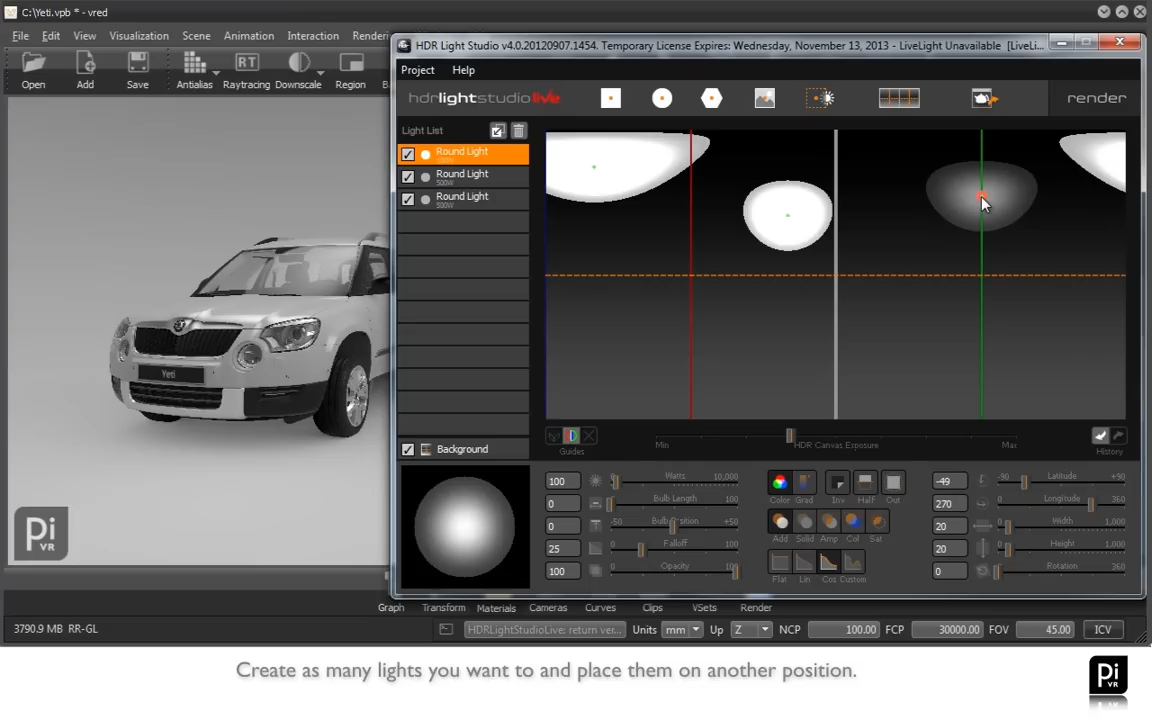 C:\Yeti.vpb * - vred
File Edit View Visualization Scene Animation Interaction Renderi
Open Add Save Antialias Raytracing Downscale Region
HDR Light Studio v4.0.20120907.1454. Temporary License Expires: Wednesday, November 13, 2013 - LiveLight Unavailable [LiveLi...
Project Help
hdrlightstudiolive
render
Light List
Round Light
Round Light
500W
Round Light
500W
Background
Guides
Min
HDR Canvas Exposure
Max
History
100 Watts 10,000
0 0 Bulb Length 100
0 -50 Bulb Position +50
25 0 Falloff 100
100 0 Opacity 100
Color Grad Inv Half Out
Add Solid Amp Col Sat
Flat Lin Cos Custom
-49 -90 Latitude +90
270 0 Longitude 360
20 0 Width 1,000
20 0 Height 1,000
0 0 Rotation 360
Yeti
Pi
VR
Graph Transform Materials Cameras Curves Clips VSets Render
3790.9 MB RR-GL
HDRLightStudioLive: return ver... Units mm Up Z NCP 100.00 FCP 30000.00 FOV 45.00 ICV
Create as many lights you want to and place them on another position.
Pi
VR